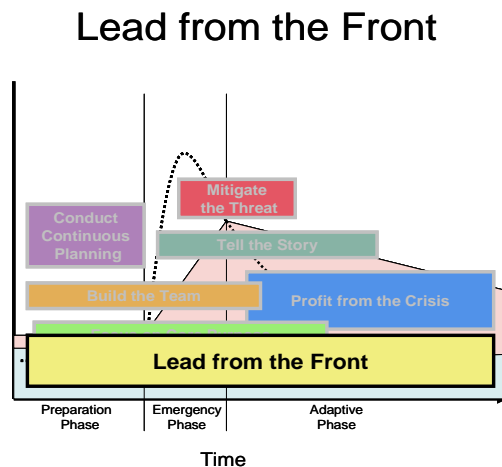 Lead from the Front
Mitigate
the Threat
Conduct
Continuous
Planning
Tell the Story
Build the Team
Profit from the Crisis
Lead from the Front
Preparation
Phase
Emergency
Phase
Adaptive
Phase
Time